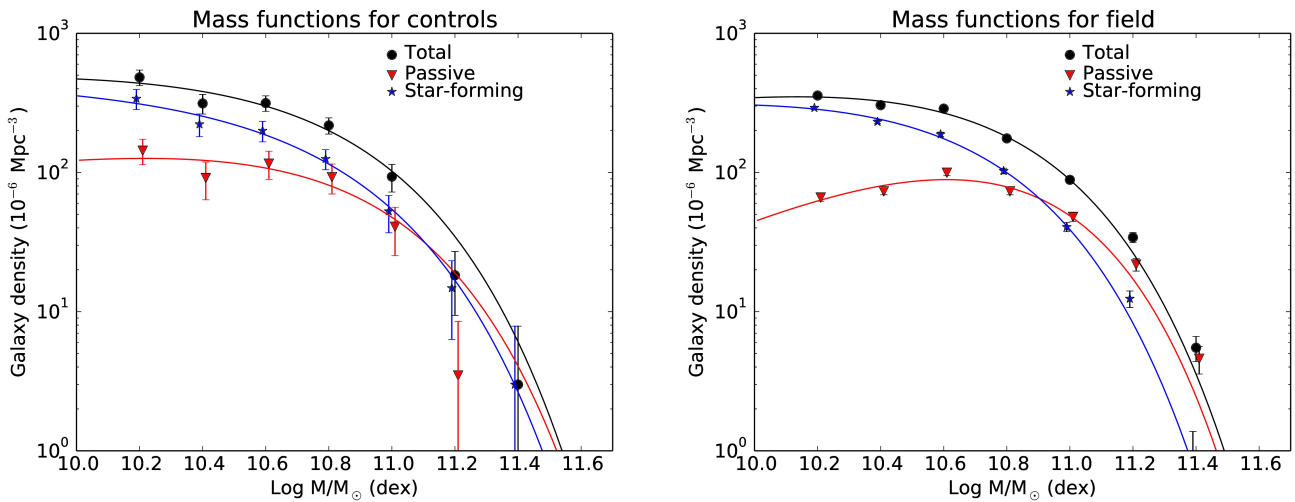 Mass functions for controls
10³
10²
10¹
10⁰
Galaxy density (10⁻⁶ Mpc⁻³)
Total
Passive
Star-forming
10.0 10.2 10.4 10.6 10.8 11.0 11.2 11.4 11.6
Log M/M☉ (dex)
Mass functions for field
10³
10²
10¹
10⁰
Galaxy density (10⁻⁶ Mpc⁻³)
Total
Passive
Star-forming
10.0 10.2 10.4 10.6 10.8 11.0 11.2 11.4 11.6
Log M/M☉ (dex)